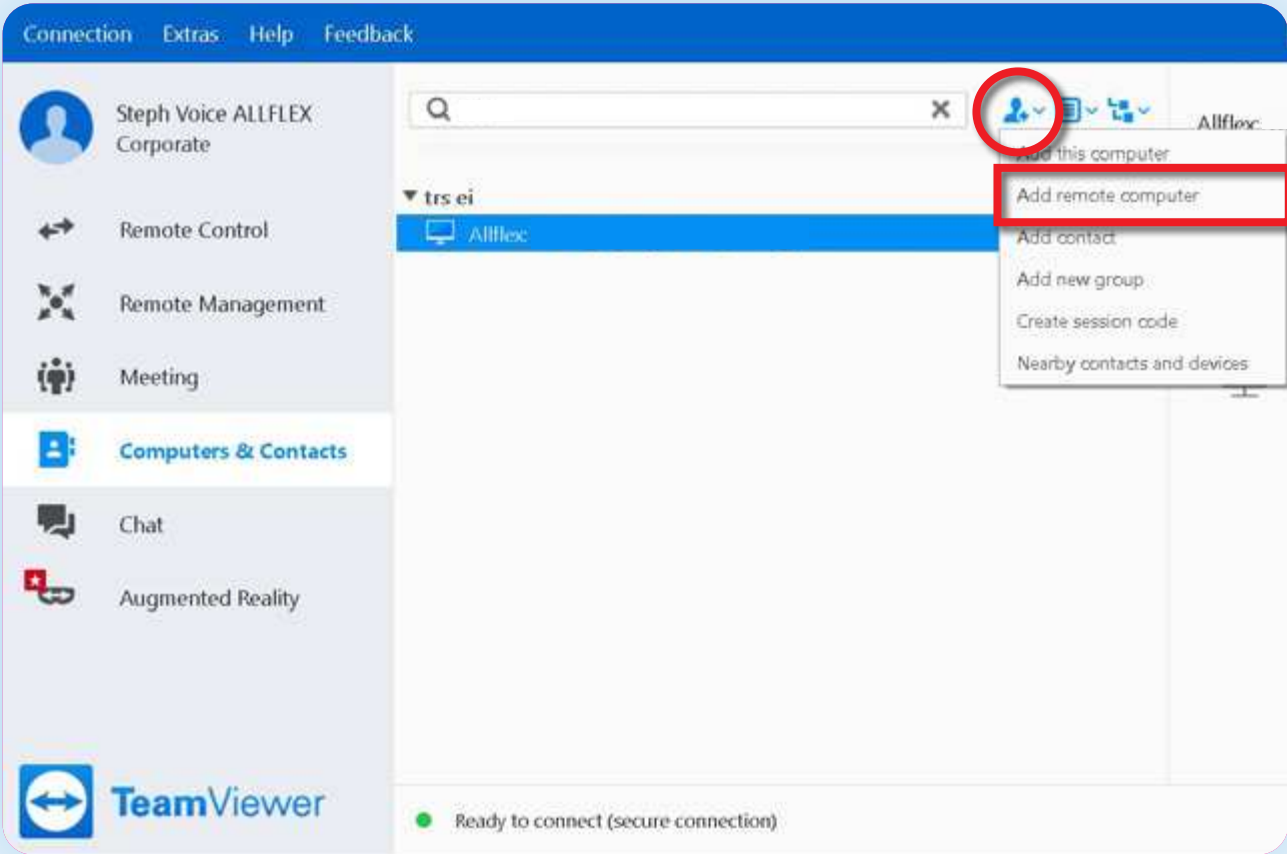 Connection Extras Help Feedback
Steph Voice ALLFLEX
Corporate
Remote Control
Remote Management
Meeting
Computers & Contacts
Chat
Augmented Reality
TeamViewer
trs ei
Allflex
Allflex
Add this computer
Add remote computer
Add contact
Add new group
Create session code
Nearby contacts and devices
Ready to connect (secure connection)